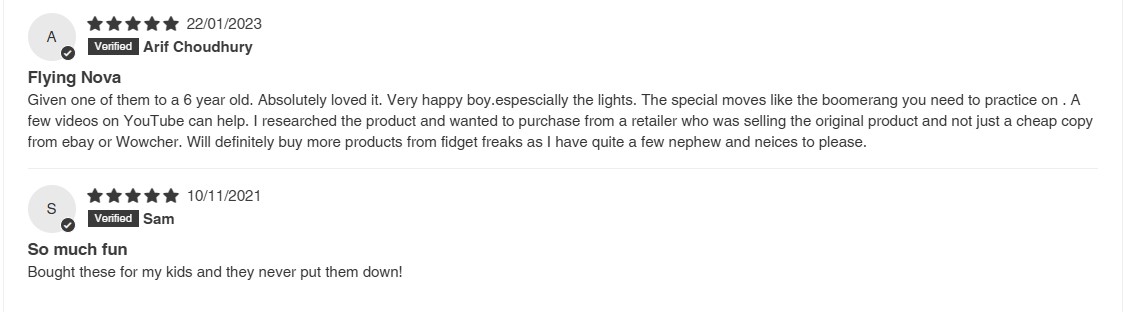 A
22/01/2023
Verified Arif Choudhury
Flying Nova
Given one of them to a 6 year old. Absolutely loved it. Very happy boy.espescially the lights. The special moves like the boomerang you need to practice on . A
few videos on YouTube can help. I researched the product and wanted to purchase from a retailer who was selling the original product and not just a cheap copy
from ebay or Wowcher. Will definitely buy more products from fidget freaks as I have quite a few nephew and neices to please.
S
10/11/2021
Verified Sam
So much fun
Bought these for my kids and they never put them down!